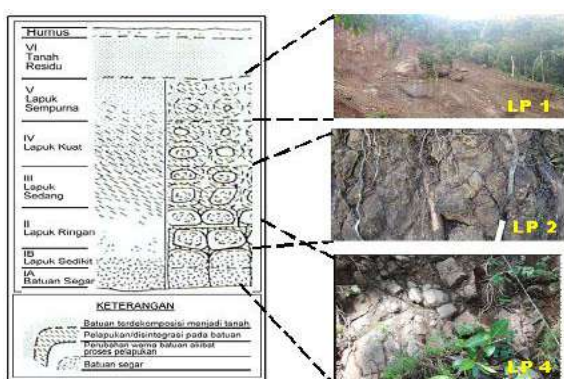 Humus
VI
Tanah
Residu
V
Lapuk
Sempurna
IV
Lapuk Kuat
III
Lapuk
Sedang
II
Lapuk Ringan
IB
Lapuk Sedikit
IA
Batuan Segar
KETERANGAN
Batuan terdekomposisi menjadi tanah
Pelapukan/disintegrasi pada batuan
Perubahan warna batuan akibat
proses pelapukan
Batuan segar
LP 1
LP 2
LP 4